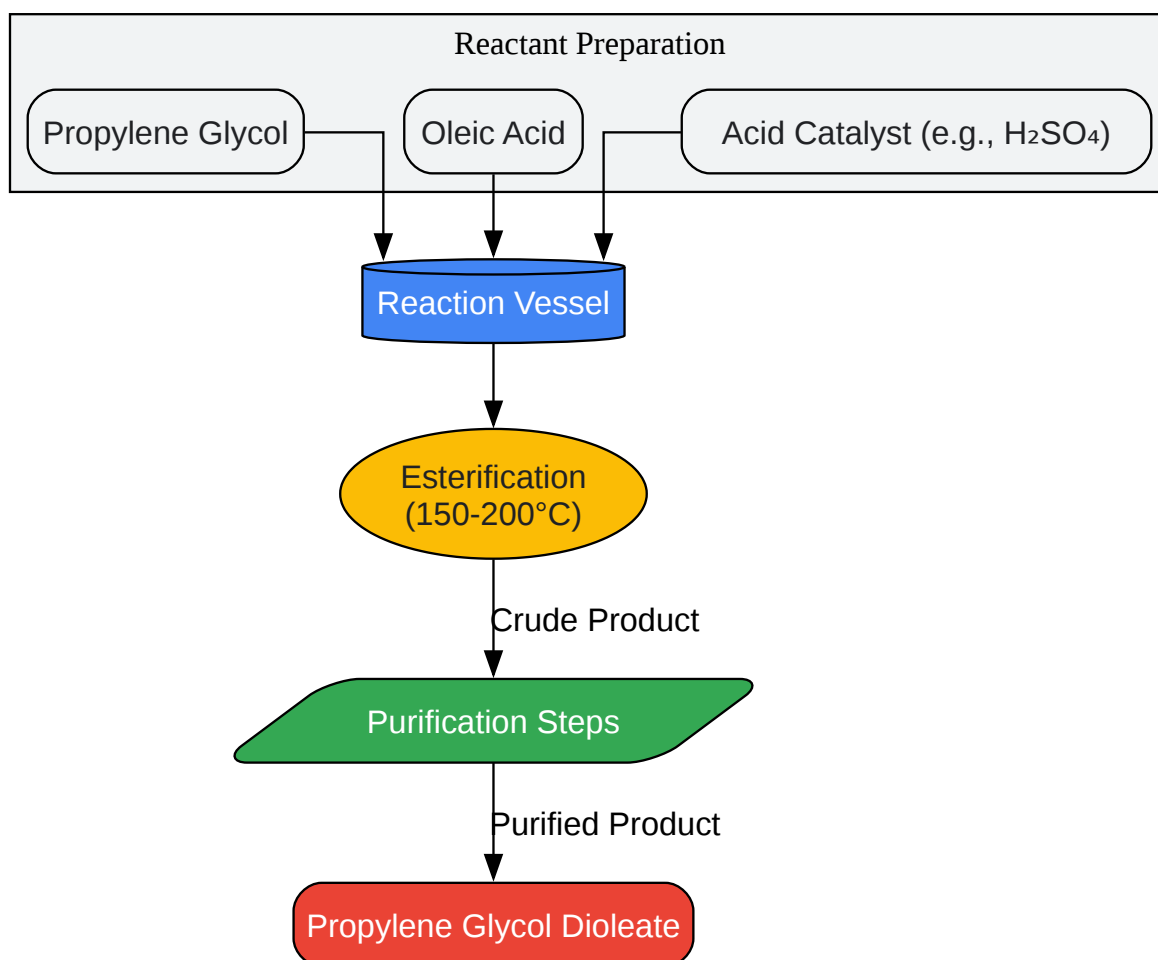 Reactant Preparation
Propylene Glycol
Oleic Acid
Acid Catalyst (e.g., H₂SO₄)
Reaction Vessel
Esterification
(150-200°C)
Crude Product
Purification Steps
Purified Product
Propylene Glycol Dioleate